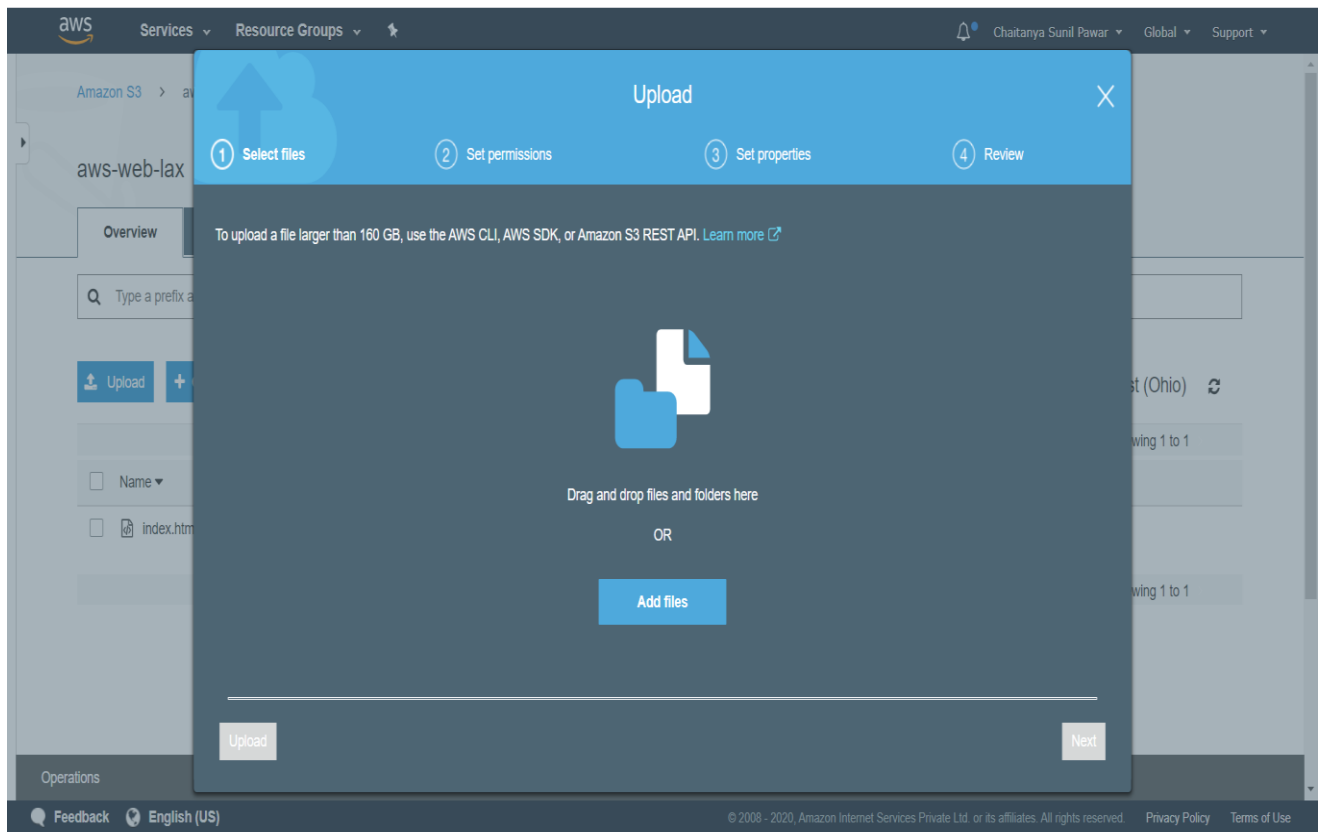 aws Services Resource Groups Chaitanya Sunil Pawar Global Support
Amazon S3 >
Upload X
1 Select files 2 Set permissions 3 Set properties 4 Review
aws-web-lax
Overview
To upload a file larger than 160 GB, use the AWS CLI, AWS SDK, or Amazon S3 REST API. Learn more
Type a prefix a
Upload + (Ohio)
wing 1 to 1
Name
Drag and drop files and folders here
index.htm
OR
wing 1 to 1
Add files
Upload Next
Operations
Feedback English (US) © 2008 - 2020, Amazon Internet Services Private Ltd. or its affiliates. All rights reserved. Privacy Policy Terms of Use